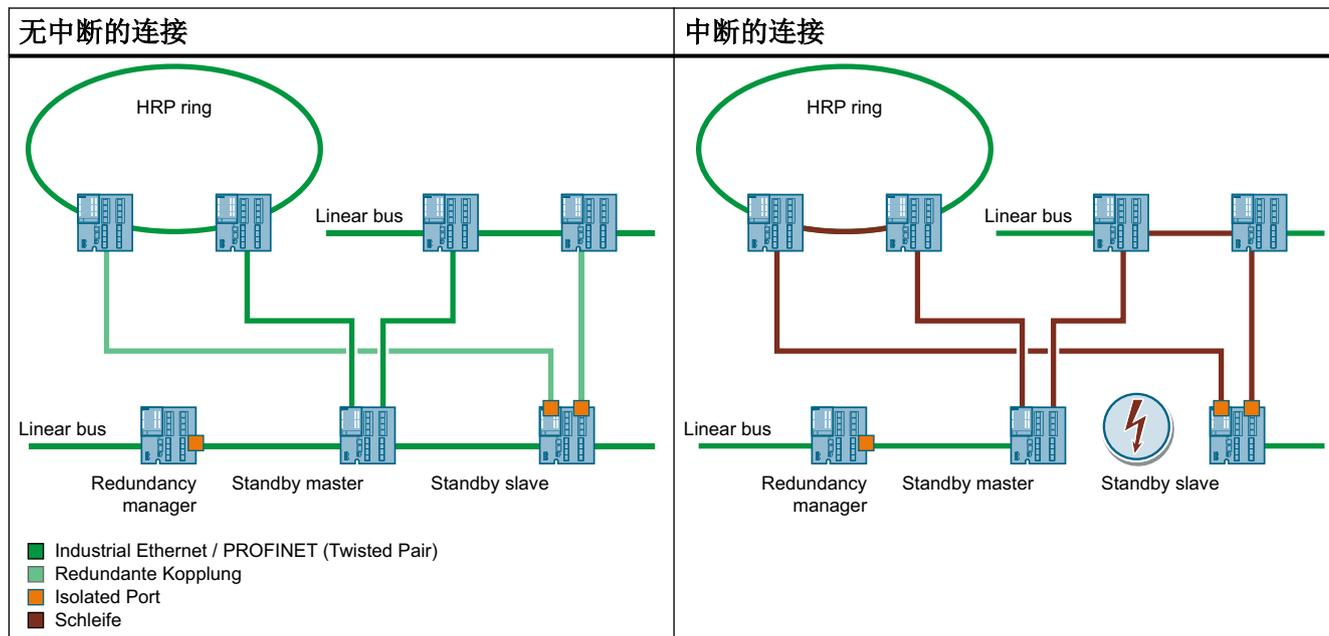 无中断的连接
HRP ring
Linear bus
Linear bus
Redundancy
manager
Standby master
Standby slave
Industrial Ethernet / PROFINET (Twisted Pair)
Redundante Kopplung
Isolated Port
Schleife
中断的连接
HRP ring
Linear bus
Linear bus
Redundancy
manager
Standby master
Standby slave